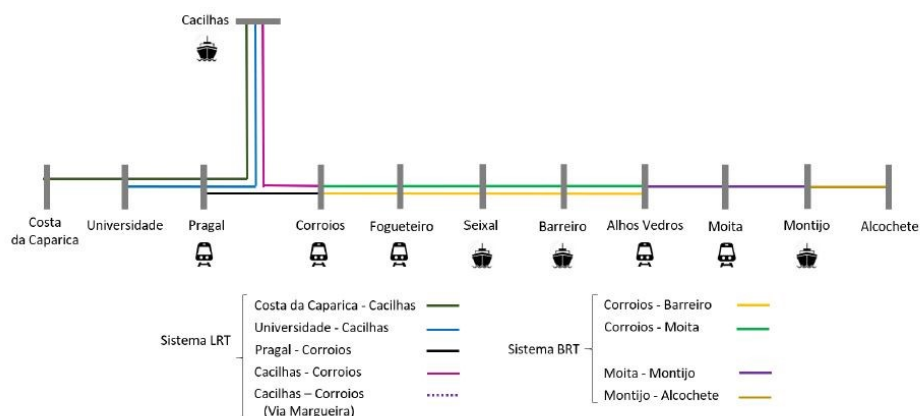 Cacilhas
Costa
da Caparica
Universidade
Pragal
Corroios
Fogueteiro
Seixal
Barreiro
Alhos Vedros
Moita
Montijo
Alcochete
Sistema LRT
Costa da Caparica - Cacilhas
Universidade - Cacilhas
Pragal - Corroios
Cacilhas - Corroios
Cacilhas – Corroios
(Via Margueira)
Sistema BRT
Corroios - Barreiro
Corroios - Moita
Moita - Montijo
Montijo - Alcochete